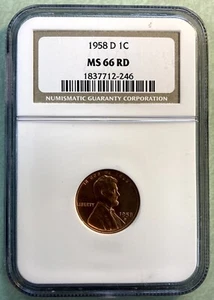 1958 D 1C
MS 66 RD
1837712-246
NUMISMATIC GUARANTY CORPORATION
LIBERTY
1958
D